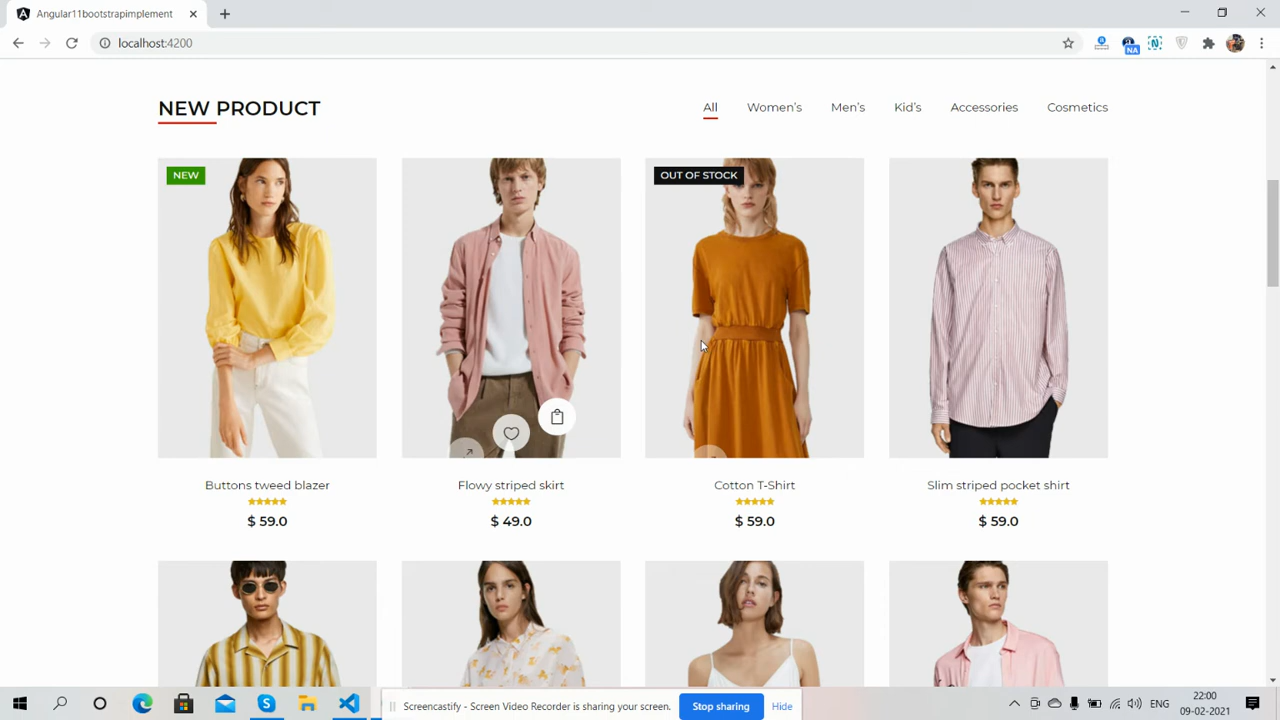 Angular11bootstrapimplement
localhost:4200
NA
NEW PRODUCT
All Women's Men's Kid's Accessories Cosmetics
NEW
OUT OF STOCK
Buttons tweed blazer
$ 59.0
Flowy striped skirt
$ 49.0
Cotton T-Shirt
$ 59.0
Slim striped pocket shirt
$ 59.0
Screencastify - Screen Video Recorder is sharing your screen.
Stop sharing
Hide
ENG
22:00
09-02-2021